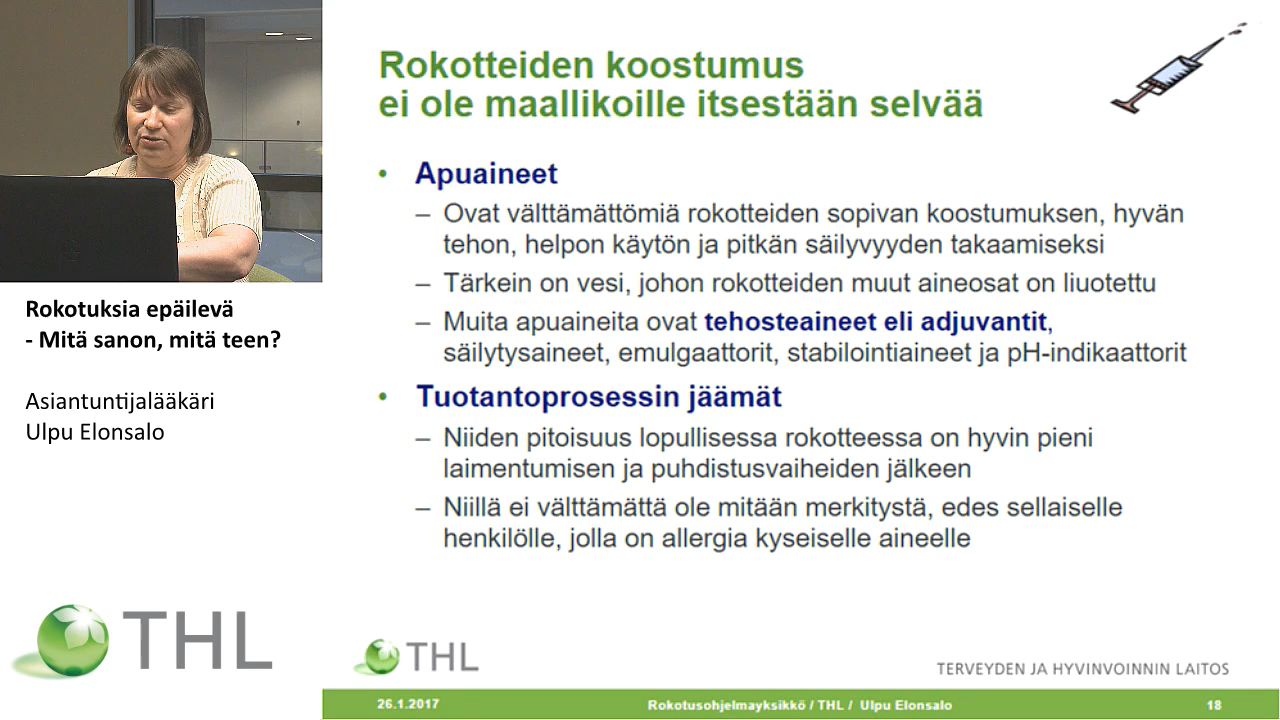 Rokotteiden koostumus
ei ole maallikoille itsestään selvää
• Apuaineet
– Ovat välttämättömiä rokotteiden sopivan koostumuksen, hyvän
tehon, helpon käytön ja pitkän säilyvyyden takaamiseksi
– Tärkein on vesi, johon rokotteiden muut aineosat on liuotettu
– Muita apuaineita ovat tehosteaineet eli adjuvantit,
säilytysaineet, emulgaattorit, stabilointiaineet ja pH-indikaattorit
• Tuotantoprosessin jäämät
– Niiden pitoisuus lopullisessa rokotteessa on hyvin pieni
laimentumisen ja puhdistusvaiheiden jälkeen
– Niillä ei välttämättä ole mitään merkitystä, edes sellaiselle
henkilölle, jolla on allergia kyseiselle aineelle
Rokotuksia epäilevä
- Mitä sanon, mitä teen?
Asiantuntijalääkäri
Ulpu Elonsalo
THL
THL
TERVEYDEN JA HYVINVOINNIN LAITOS
26.1.2017
Rokotusohjelmayksikkö / THL / Ulpu Elonsalo
18